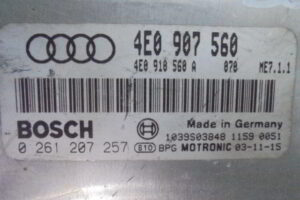 4E0 907 560
4E0 910 560 A 070 ME7.1.1
BOSCH
Made in Germany
1039S03848 1159 0051
0 261 207 257 610 BPG MOTRONIC 03-11-15